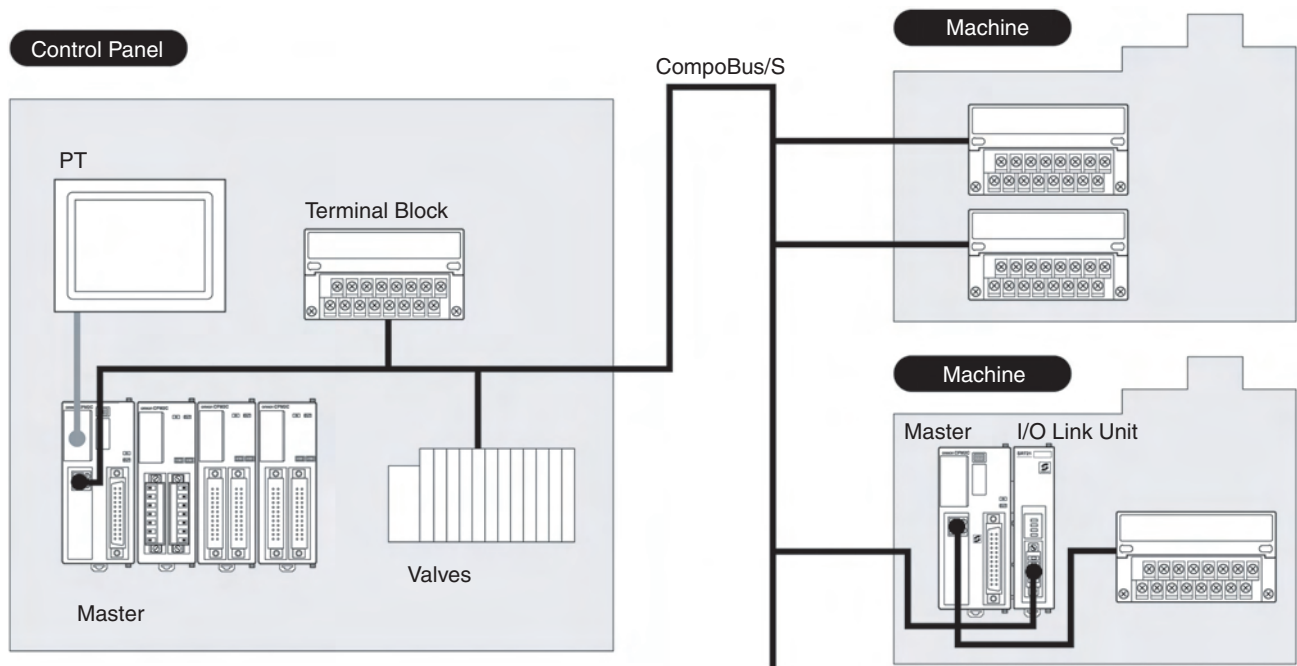 Control Panel
CompoBus/S
Machine
PT
Terminal Block
Machine
Master
I/O Link Unit
Valves
Master